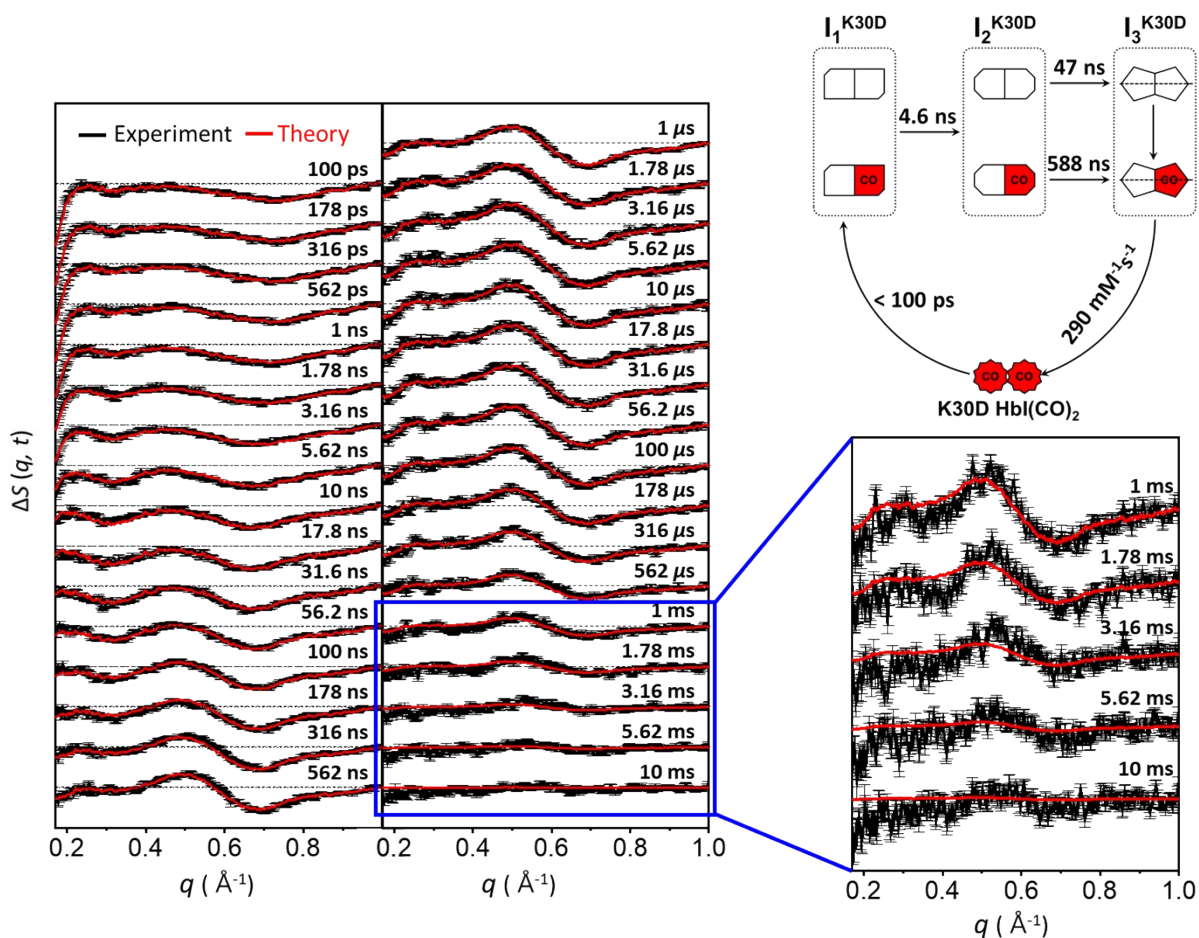 Experiment
Theory
100 ps
178 ps
316 ps
562 ps
1 ns
1.78 ns
3.16 ns
5.62 ns
10 ns
17.8 ns
31.6 ns
56.2 ns
100 ns
178 ns
316 ns
562 ns
1 µs
1.78 µs
3.16 µs
5.62 µs
10 µs
17.8 µs
31.6 µs
56.2 µs
100 µs
178 µs
316 µs
562 µs
1 ms
1.78 ms
3.16 ms
5.62 ms
10 ms
ΔS (q, t)
0.2 0.4 0.6 0.8
0.2 0.4 0.6 0.8 1.0
q ( Å⁻¹)
q ( Å⁻¹)
I₁ᴷ³⁰ᴰ I₂ᴷ³⁰ᴰ I₃ᴷ³⁰ᴰ
47 ns
4.6 ns
588 ns
CO CO CO
< 100 ps
290 mM⁻¹s⁻¹
CO CO
K30D HbI(CO)₂
1 ms
1.78 ms
3.16 ms
5.62 ms
10 ms
0.2 0.4 0.6 0.8 1.0
q ( Å⁻¹)